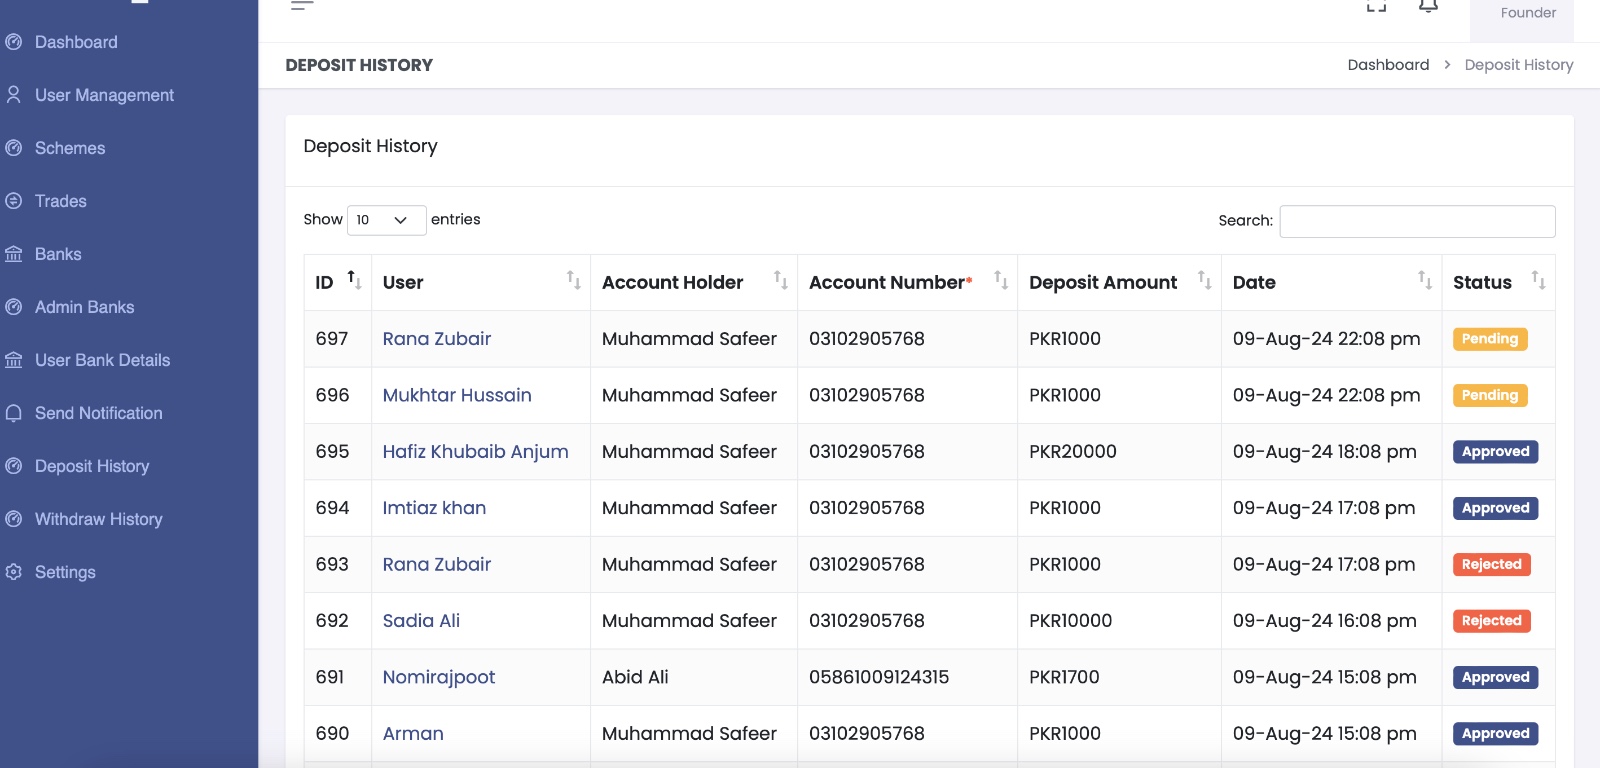 Founder
Dashboard
User Management
Schemes
Trades
Banks
Admin Banks
User Bank Details
Send Notification
Deposit History
Withdraw History
Settings
DEPOSIT HISTORY
Dashboard > Deposit History
Deposit History
Show 10 entries
Search:
ID User Account Holder Account Number* Deposit Amount Date Status
697 Rana Zubair Muhammad Safeer 03102905768 PKR1000 09-Aug-24 22:08 pm Pending
696 Mukhtar Hussain Muhammad Safeer 03102905768 PKR1000 09-Aug-24 22:08 pm Pending
695 Hafiz Khubaib Anjum Muhammad Safeer 03102905768 PKR20000 09-Aug-24 18:08 pm Approved
694 Imtiaz khan Muhammad Safeer 03102905768 PKR1000 09-Aug-24 17:08 pm Approved
693 Rana Zubair Muhammad Safeer 03102905768 PKR1000 09-Aug-24 17:08 pm Rejected
692 Sadia Ali Muhammad Safeer 03102905768 PKR10000 09-Aug-24 16:08 pm Rejected
691 Nomirajpoot Abid Ali 05861009124315 PKR1700 09-Aug-24 15:08 pm Approved
690 Arman Muhammad Safeer 03102905768 PKR1000 09-Aug-24 15:08 pm Approved